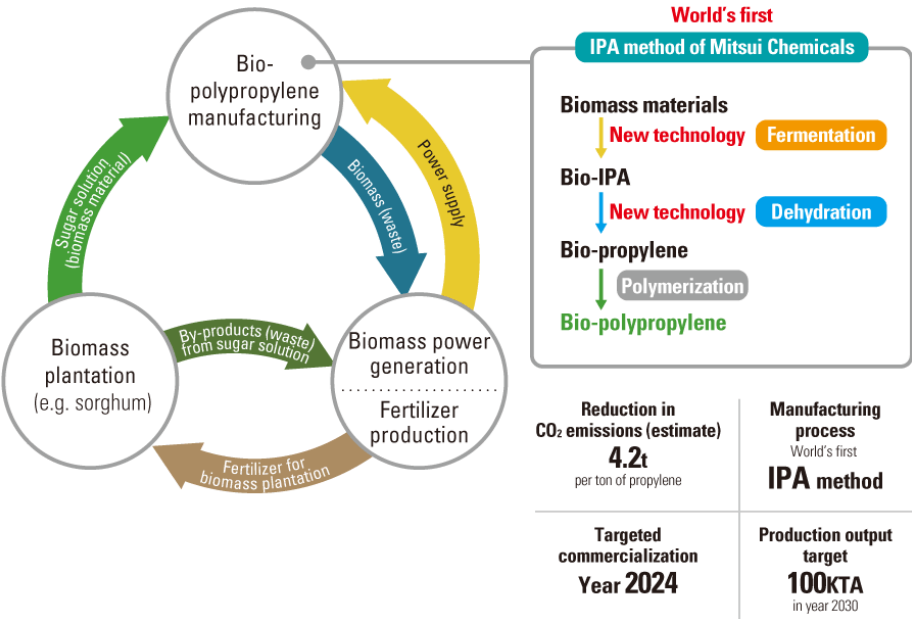 Bio-
polypropylene
manufacturing
Sugar solution
(biomass material)
Biomass (waste)
Power supply
Biomass
plantation
(e.g. sorghum)
By-products (waste)
from sugar solution
Biomass power
generation
Fertilizer
production
Fertilizer for
biomass plantation
World's first
IPA method of Mitsui Chemicals
Biomass materials
New technology Fermentation
Bio-IPA
New technology Dehydration
Bio-propylene
Polymerization
Bio-polypropylene
Reduction in
CO₂ emissions (estimate)
4.2t
per ton of propylene
Manufacturing
process
World's first
IPA method
Targeted
commercialization
Year 2024
Production output
target
100KTA
in year 2030